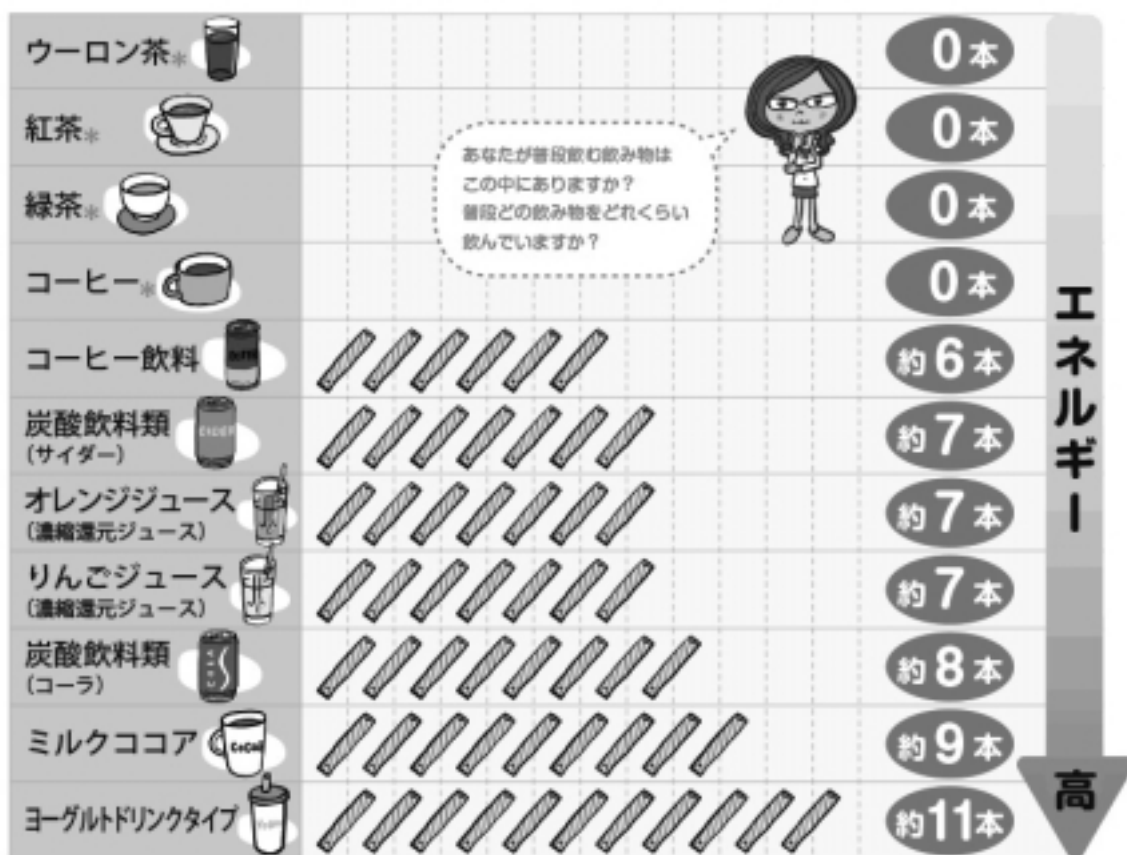 ウーロン茶*
0本
紅茶*
0本
あなたが普段飲む飲み物は
この中にありますか?
普段どの飲み物をどれくらい
飲んでいますか?
緑茶*
0本
コーヒー*
0本
コーヒー飲料
約6本
炭酸飲料類
(サイダー)
CIDER
約7本
オレンジジュース
(濃縮還元ジュース)
約7本
りんごジュース
(濃縮還元ジュース)
約7本
炭酸飲料類
(コーラ)
約8本
ミルクココア
COCOA
約9本
ヨーグルトドリンクタイプ
約11本
エネルギー
高